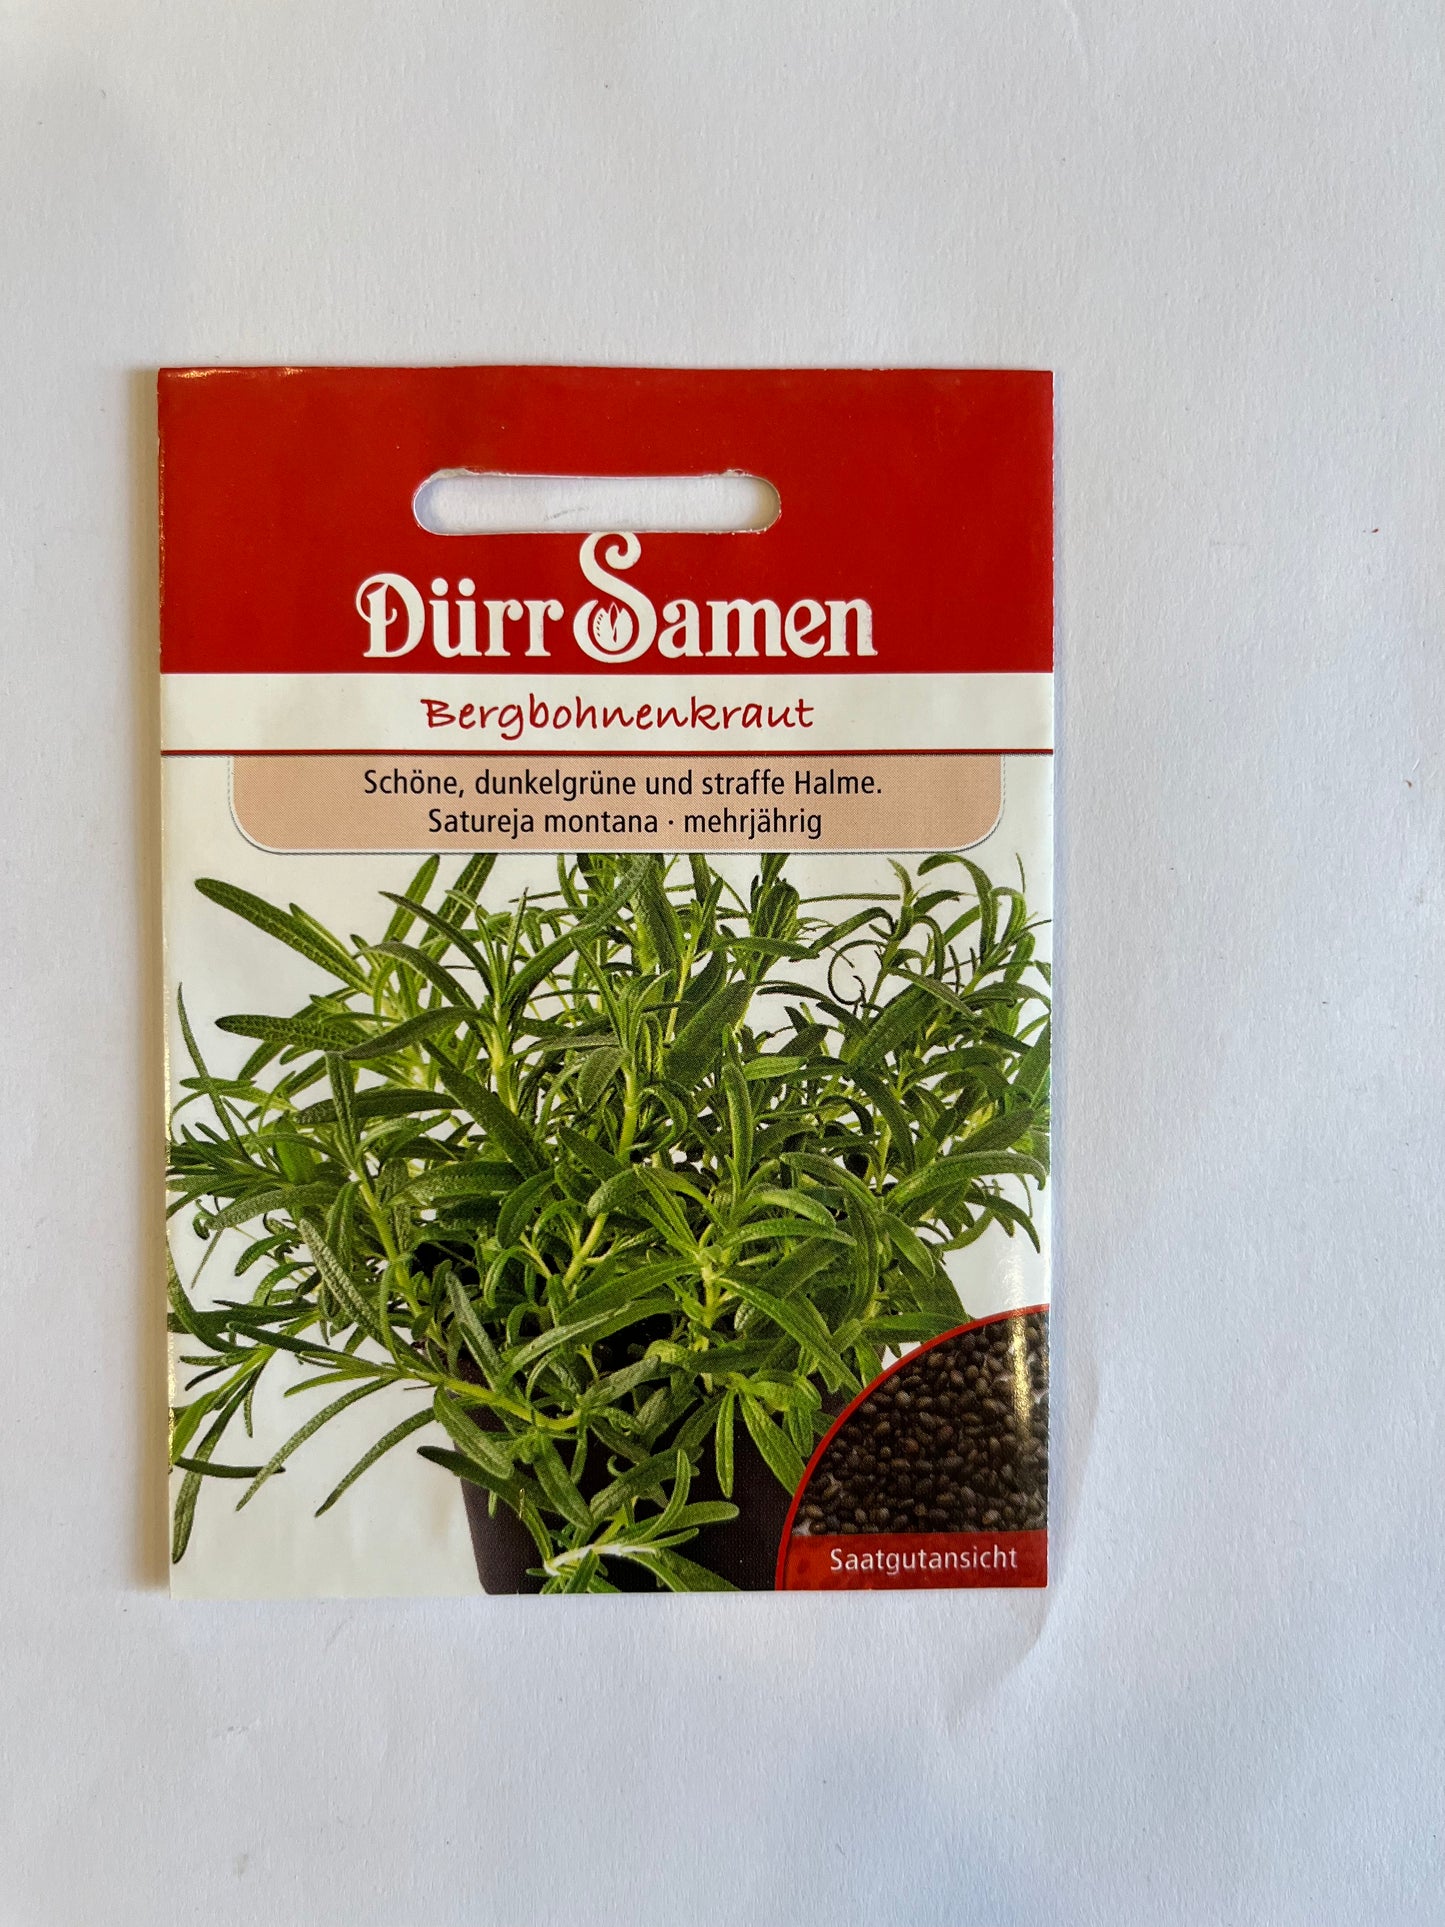 Dürr Samen
Bergbohnenkraut
Schöne, dunkelgrüne und straffe Halme.
Satureja montana · mehrjährig
Saatgutansicht